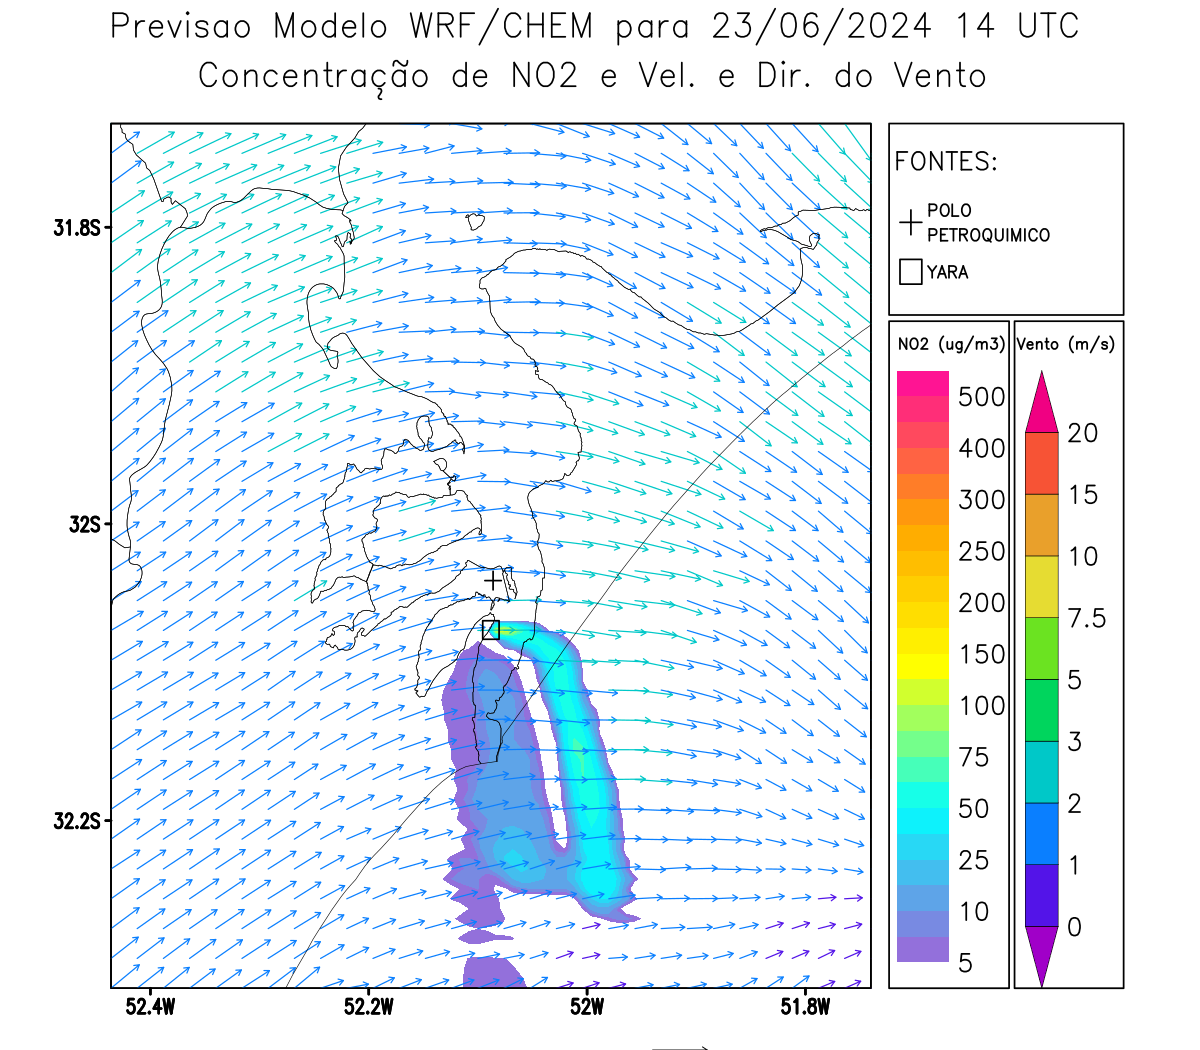 Previsao Modelo WRF/CHEM para 23/06/2024 14 UTC
Concentração de NO2 e Vel. e Dir. do Vento
FONTES:
POLO
PETROQUIMICO
YARA
NO2 (ug/m3)
500
400
300
250
200
150
100
75
50
25
10
5
Vento (m/s)
20
15
10
7.5
5
3
2
1
0
31.8S
32S
32.2S
52.4W
52.2W
52W
51.8W